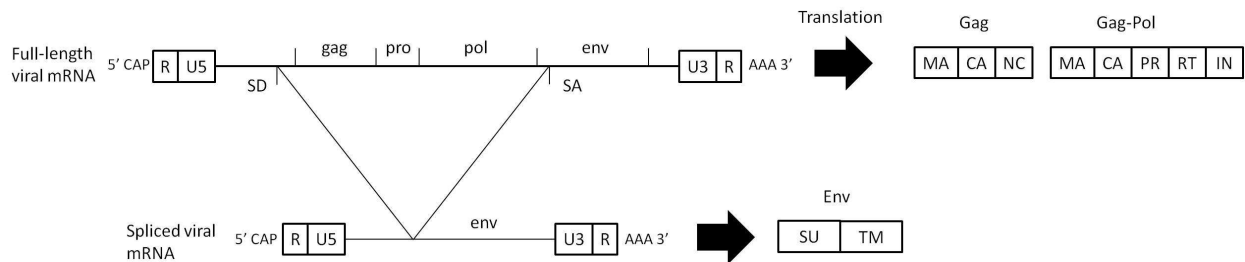 Translation
Gag
Gag-Pol
Full-length
viral mRNA
5' CAP R U5 gag pro pol env U3 R AAA 3'
MA CA NC
MA CA PR RT IN
SD
SA
Env
Spliced viral
mRNA
5' CAP R U5 env U3 R AAA 3'
SU TM